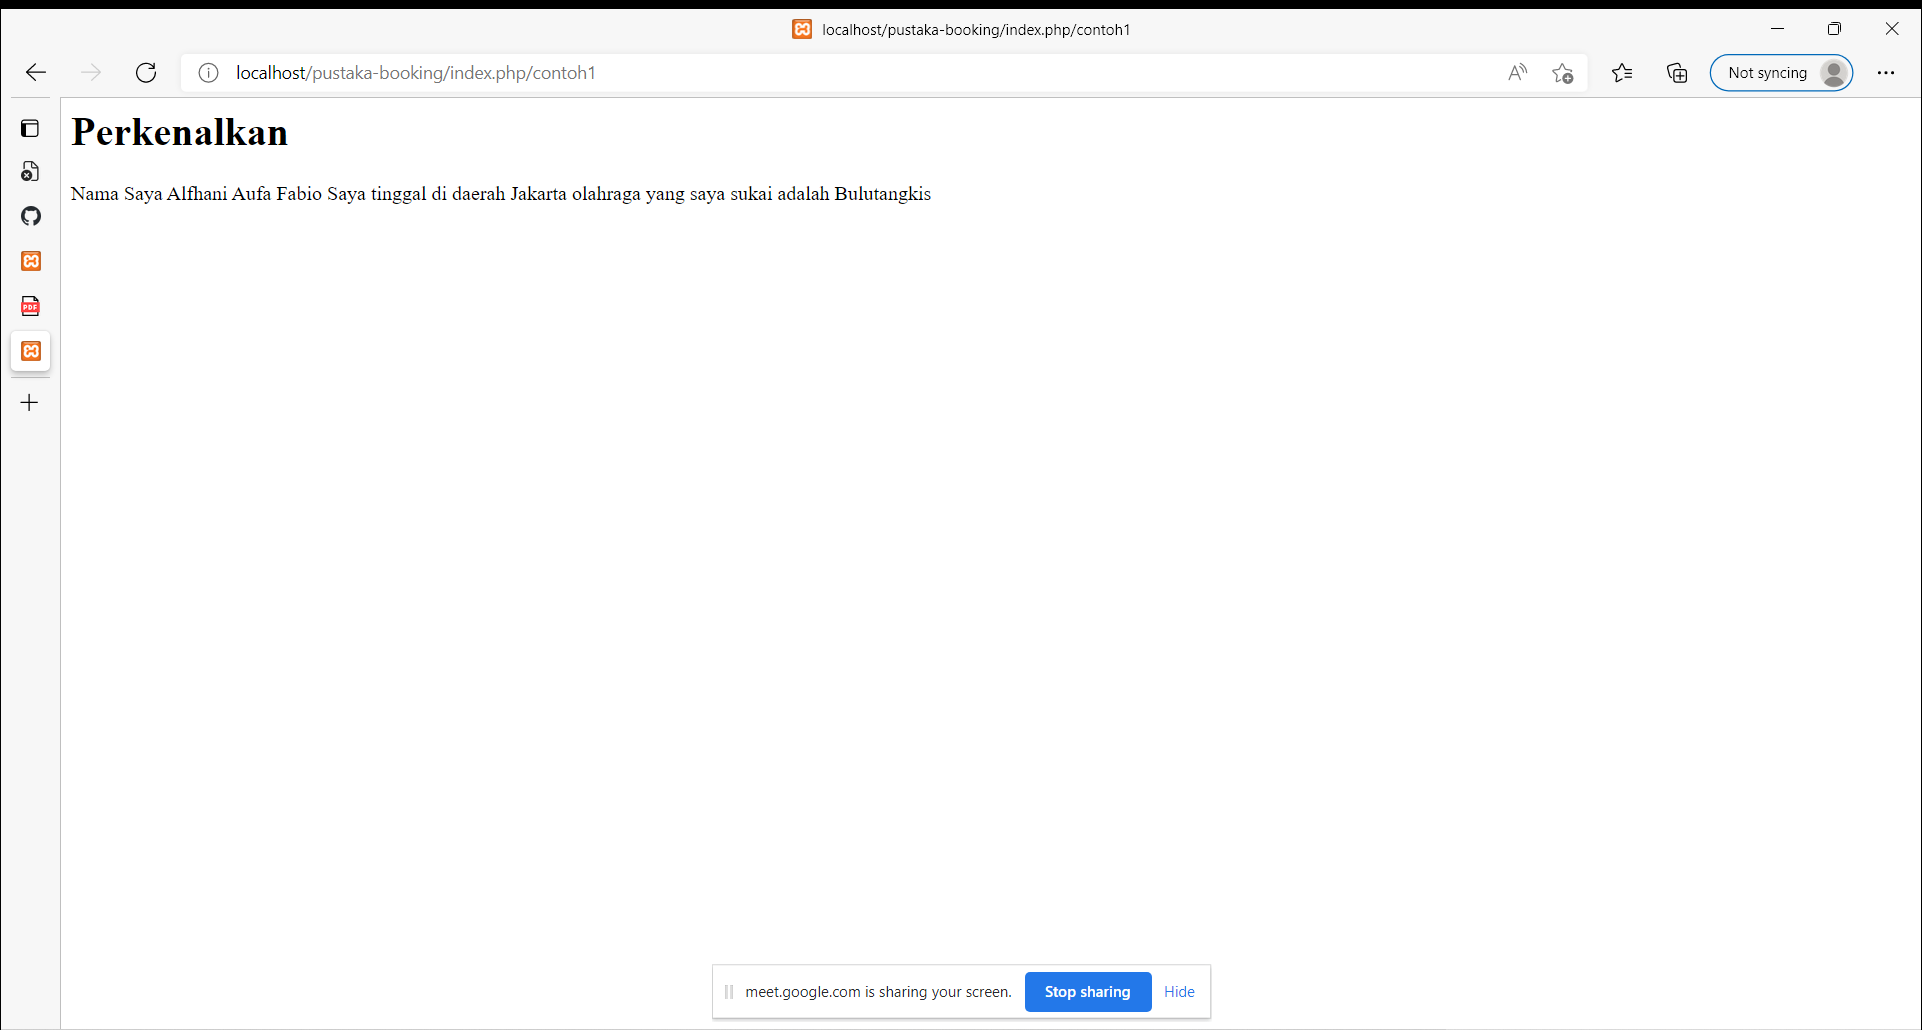 localhost/pustaka-booking/index.php/contoh1
localhost/pustaka-booking/index.php/contoh1
Not syncing
Perkenalkan
Nama Saya Alfhani Aufa Fabio Saya tinggal di daerah Jakarta olahraga yang saya sukai adalah Bulutangkis
PDF
meet.google.com is sharing your screen.
Stop sharing
Hide